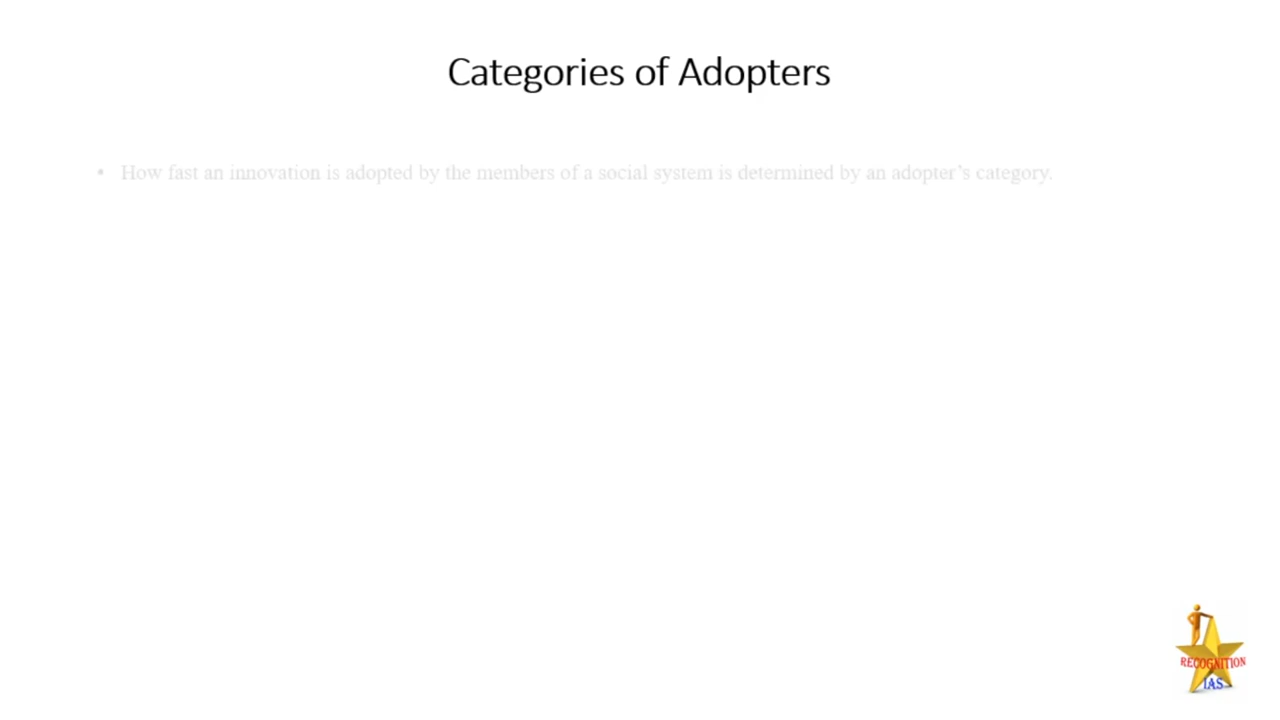 Categories of Adopters
• How fast an innovation is adopted by the members of a social system is determined by an adopter’s category.
RECOGNITION
IAS